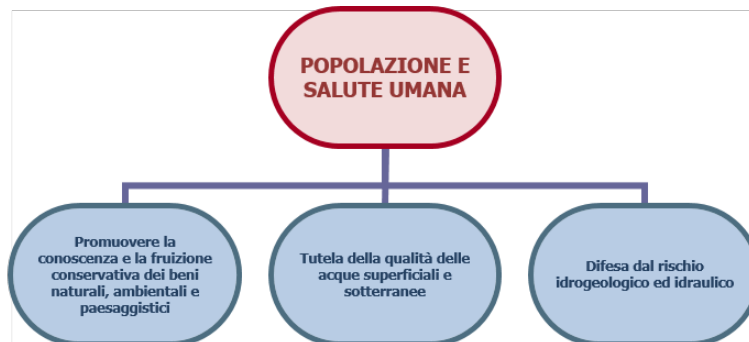 POPOLAZIONE E
SALUTE UMANA
Promuovere la
conoscenza e la fruizione
conservativa dei beni
naturali, ambientali e
paesaggistici
Tutela della qualità delle
acque superficiali e
sotterranee
Difesa dal rischio
idrogeologico ed idraulico